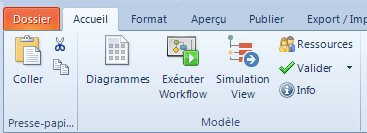 Dossier Accueil Format Aperçu Publier Export / Imp
Coller
Diagrammes
Exécuter
Workflow
Simulation
View
Ressources
Valider
Info
Presse-papi...
Modèle